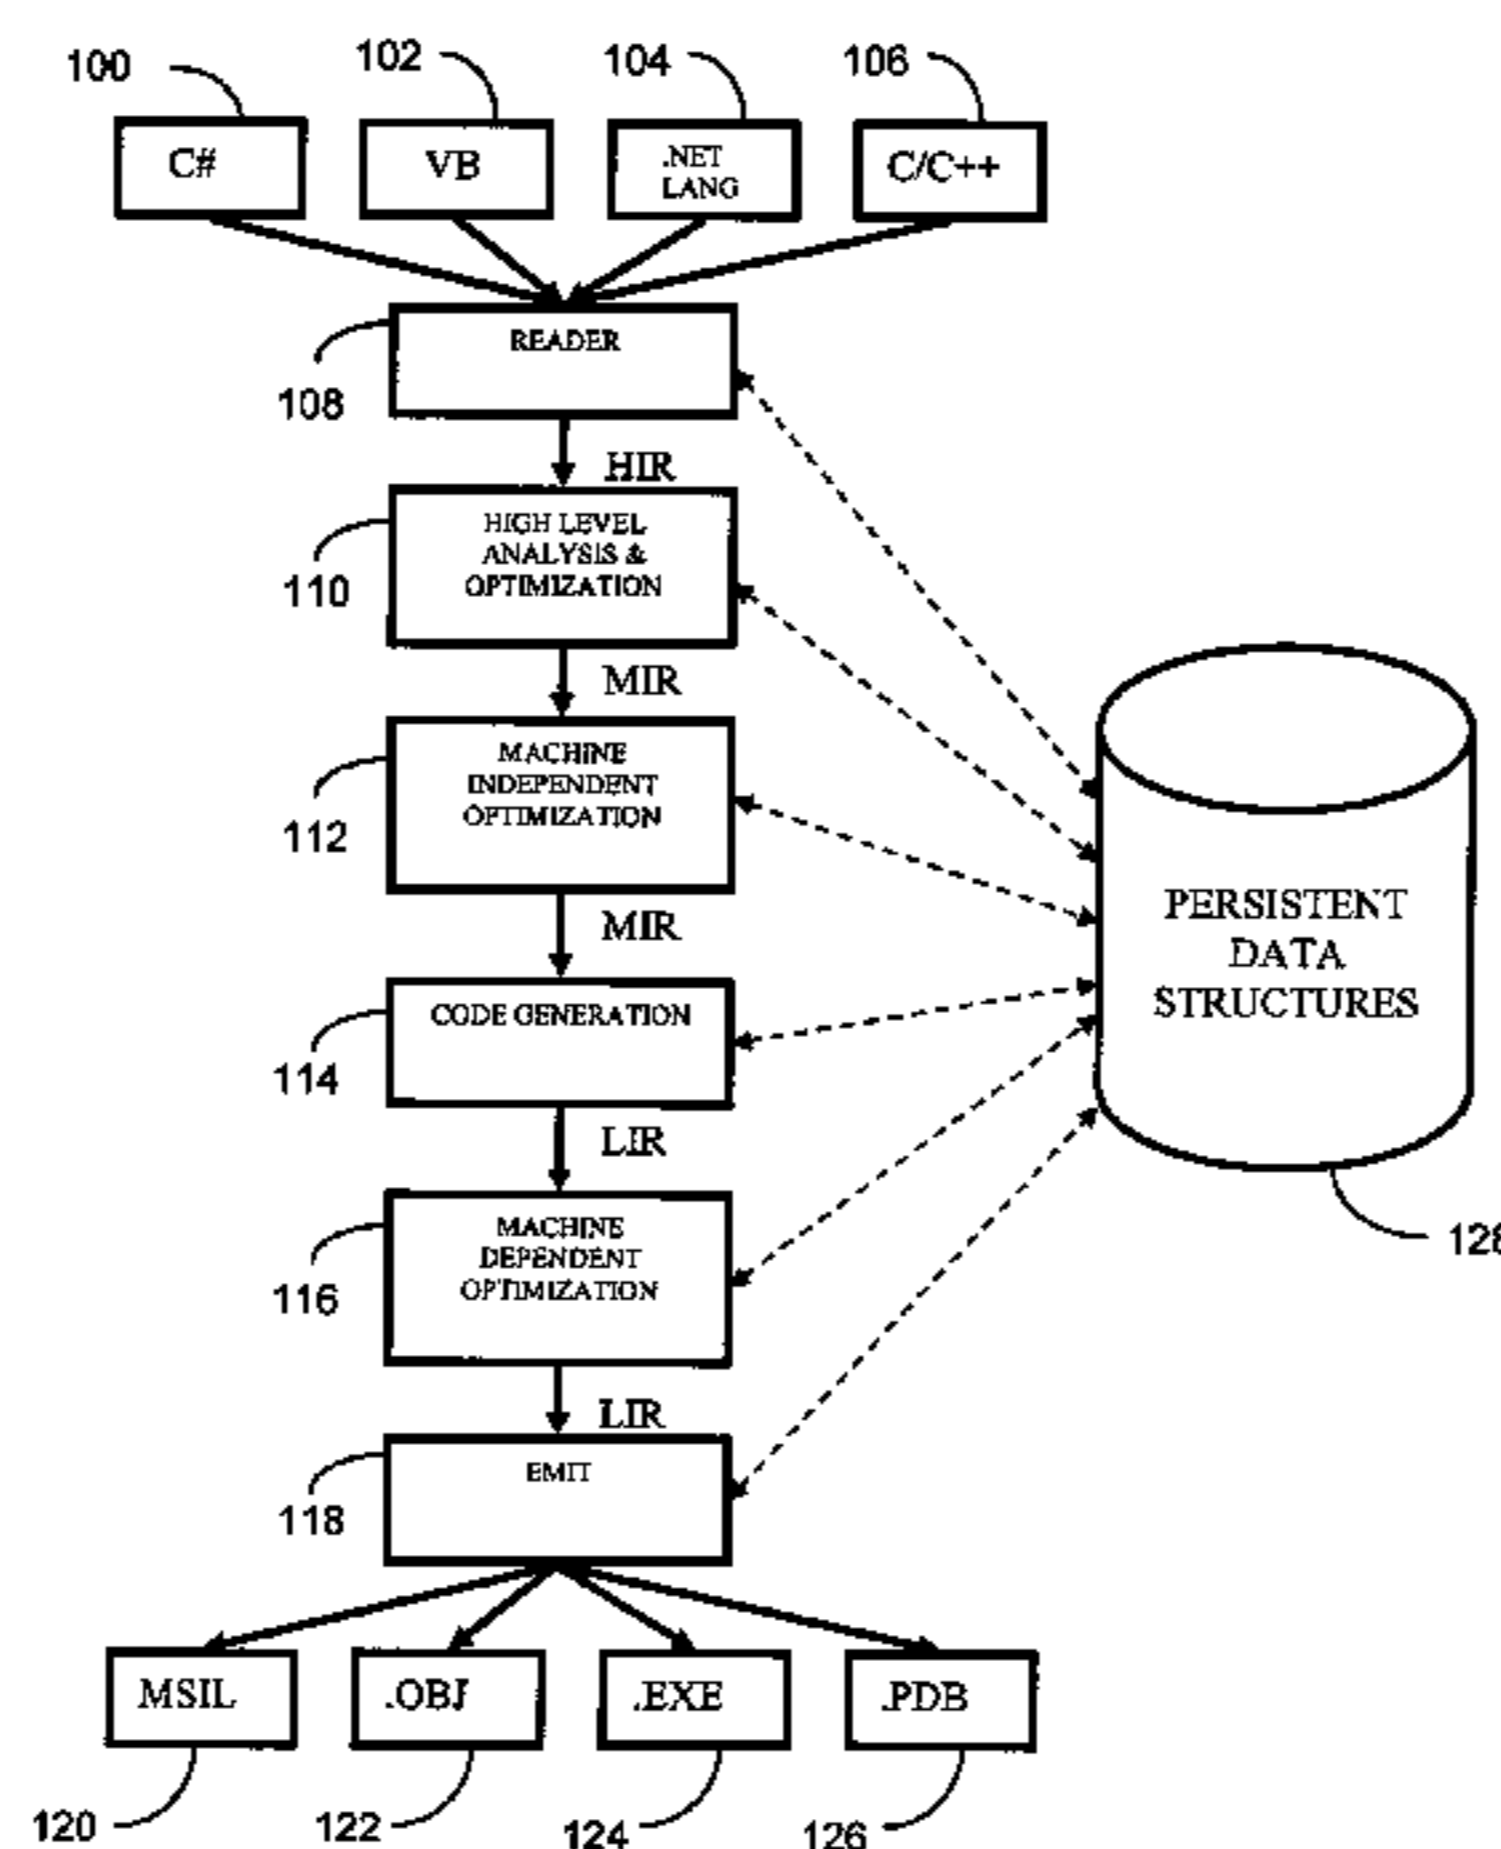 100
102
104
106
C#
VB
.NET
LANG
C/C++
READER
108
HIR
HIGH LEVEL
ANALYSIS &
OPTIMIZATION
110
MIR
MACHINE
INDEPENDENT
OPTIMIZATION
112
PERSISTENT
DATA
STRUCTURES
MIR
CODE GENERATION
114
LIR
MACHINE
DEPENDENT
OPTIMIZATION
116
128
LIR
EMIT
118
MSIL
.OBJ
.EXE
.PDB
120
122
124
126